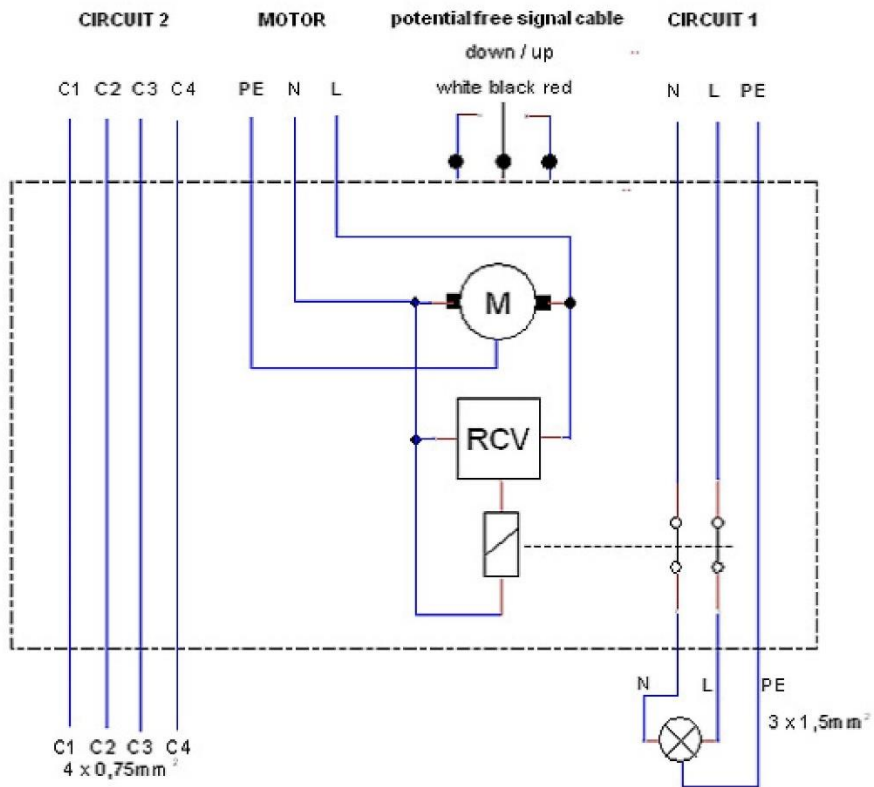 CIRCUIT 2 MOTOR potential free signal cable CIRCUIT 1
down / up
C1 C2 C3 C4 PE N L white black red N L PE
M
RCV
N L PE
3 x 1,5mm²
C1 C2 C3 C4
4 x 0,75mm²